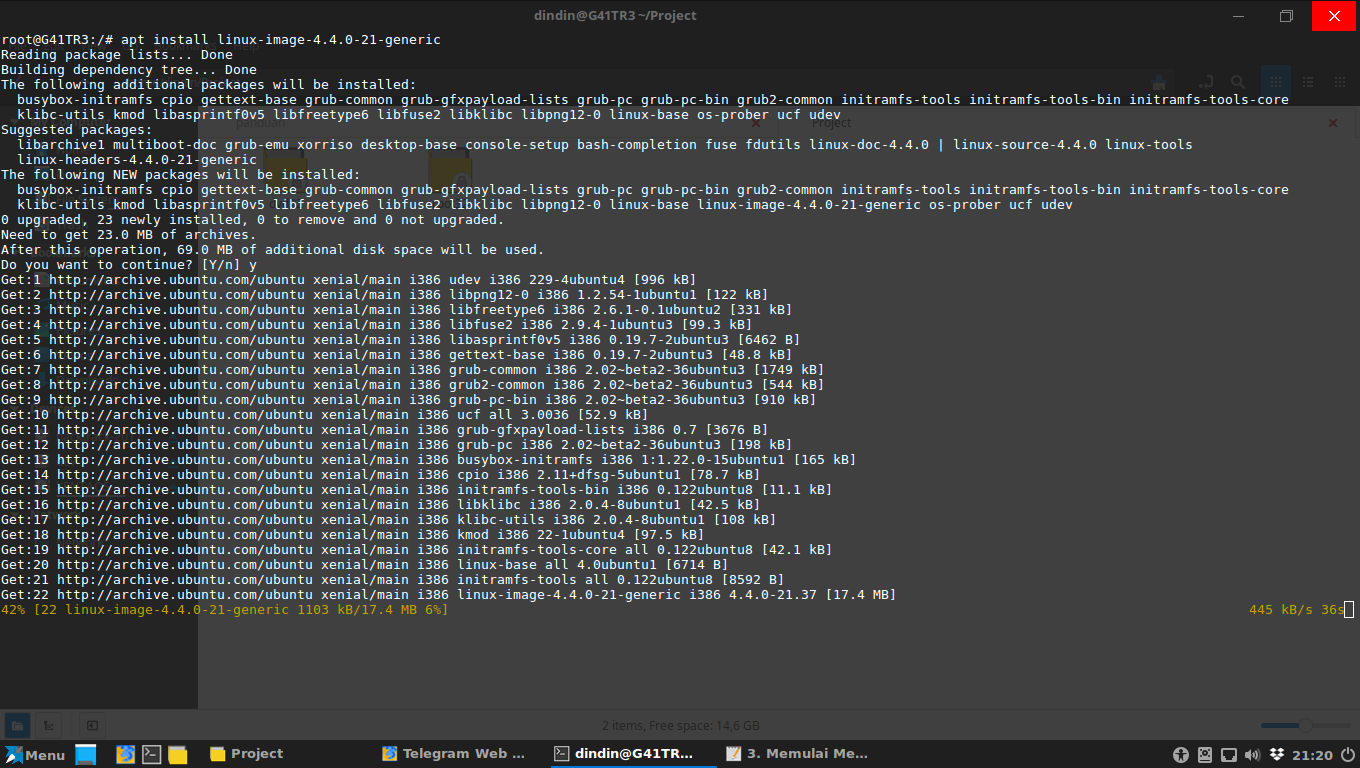 dindin@G41TR3 ~/Project
root@G41TR3:/# apt install linux-image-4.4.0-21-generic
Reading package lists... Done
Building dependency tree... Done
The following additional packages will be installed:
  busybox-initramfs cpio gettext-base grub-common grub-gfxpayload-lists grub-pc grub-pc-bin grub2-common initramfs-tools initramfs-tools-bin initramfs-tools-core
  klibc-utils kmod libasprintf0v5 libfreetype6 libfuse2 libklibc libpng12-0 linux-base os-prober ucf udev
Suggested packages:
  libarchive1 multiboot-doc grub-emu xorriso desktop-base console-setup bash-completion fuse fdutils linux-doc-4.4.0 | linux-source-4.4.0 linux-tools
  linux-headers-4.4.0-21-generic
The following NEW packages will be installed:
  busybox-initramfs cpio gettext-base grub-common grub-gfxpayload-lists grub-pc grub-pc-bin grub2-common initramfs-tools initramfs-tools-bin initramfs-tools-core
  klibc-utils kmod libasprintf0v5 libfreetype6 libfuse2 libklibc libpng12-0 linux-base linux-image-4.4.0-21-generic os-prober ucf udev
0 upgraded, 23 newly installed, 0 to remove and 0 not upgraded.
Need to get 23.0 MB of archives.
After this operation, 69.0 MB of additional disk space will be used.
Do you want to continue? [Y/n] y
Get:1 http://archive.ubuntu.com/ubuntu xenial/main i386 udev i386 229-4ubuntu4 [996 kB]
Get:2 http://archive.ubuntu.com/ubuntu xenial/main i386 libpng12-0 i386 1.2.54-1ubuntu1 [122 kB]
Get:3 http://archive.ubuntu.com/ubuntu xenial/main i386 libfreetype6 i386 2.6.1-0.1ubuntu2 [331 kB]
Get:4 http://archive.ubuntu.com/ubuntu xenial/main i386 libfuse2 i386 2.9.4-1ubuntu3 [99.3 kB]
Get:5 http://archive.ubuntu.com/ubuntu xenial/main i386 libasprintf0v5 i386 0.19.7-2ubuntu3 [6462 B]
Get:6 http://archive.ubuntu.com/ubuntu xenial/main i386 gettext-base i386 0.19.7-2ubuntu3 [48.8 kB]
Get:7 http://archive.ubuntu.com/ubuntu xenial/main i386 grub-common i386 2.02~beta2-36ubuntu3 [1749 kB]
Get:8 http://archive.ubuntu.com/ubuntu xenial/main i386 grub2-common i386 2.02~beta2-36ubuntu3 [544 kB]
Get:9 http://archive.ubuntu.com/ubuntu xenial/main i386 grub-pc-bin i386 2.02~beta2-36ubuntu3 [910 kB]
Get:10 http://archive.ubuntu.com/ubuntu xenial/main i386 ucf all 3.0036 [52.9 kB]
Get:11 http://archive.ubuntu.com/ubuntu xenial/main i386 grub-gfxpayload-lists i386 0.7 [3676 B]
Get:12 http://archive.ubuntu.com/ubuntu xenial/main i386 grub-pc i386 2.02~beta2-36ubuntu3 [198 kB]
Get:13 http://archive.ubuntu.com/ubuntu xenial/main i386 busybox-initramfs i386 1:1.22.0-15ubuntu1 [165 kB]
Get:14 http://archive.ubuntu.com/ubuntu xenial/main i386 cpio i386 2.11+dfsg-5ubuntu1 [78.7 kB]
Get:15 http://archive.ubuntu.com/ubuntu xenial/main i386 initramfs-tools-bin i386 0.122ubuntu8 [11.1 kB]
Get:16 http://archive.ubuntu.com/ubuntu xenial/main i386 libklibc i386 2.0.4-8ubuntu1 [42.5 kB]
Get:17 http://archive.ubuntu.com/ubuntu xenial/main i386 klibc-utils i386 2.0.4-8ubuntu1 [108 kB]
Get:18 http://archive.ubuntu.com/ubuntu xenial/main i386 kmod i386 22-1ubuntu4 [97.5 kB]
Get:19 http://archive.ubuntu.com/ubuntu xenial/main i386 initramfs-tools-core all 0.122ubuntu8 [42.1 kB]
Get:20 http://archive.ubuntu.com/ubuntu xenial/main i386 linux-base all 4.0ubuntu1 [6714 B]
Get:21 http://archive.ubuntu.com/ubuntu xenial/main i386 initramfs-tools all 0.122ubuntu8 [8592 B]
Get:22 http://archive.ubuntu.com/ubuntu xenial/main i386 linux-image-4.4.0-21-generic i386 4.4.0-21.37 [17.4 MB]
42% [22 linux-image-4.4.0-21-generic 1103 kB/17.4 MB 6%] 445 kB/s 36s
Project
2 items, Free space: 14,6 GB
Menu Project Telegram Web ... dindin@G41TR... 3. Memulai Me... 21:20